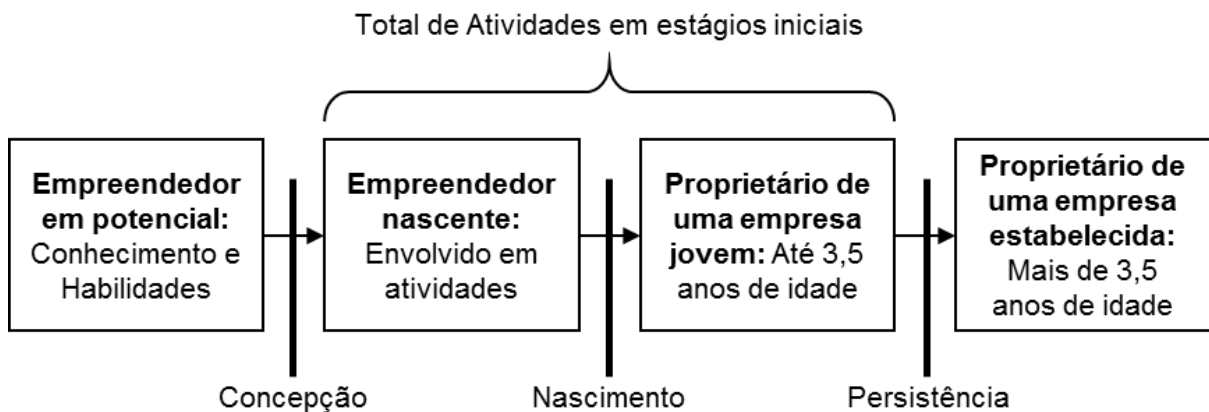 Total de Atividades em estágios iniciais
Empreendedor
em potencial:
Conhecimento e
Habilidades
Empreendedor
nascente:
Envolvido em
atividades
Proprietário de
uma empresa
jovem: Até 3,5
anos de idade
Proprietário de
uma empresa
estabelecida:
Mais de 3,5
anos de idade
Concepção
Nascimento
Persistência